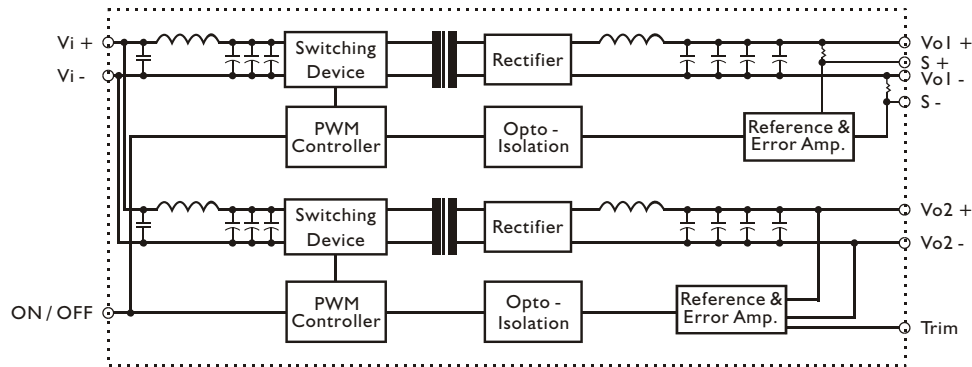 Vi +
Vi -
Switching
Device
Rectifier
Vo1 +
S +
Vo1 -
S -
PWM
Controller
Opto -
Isolation
Reference &
Error Amp.
Switching
Device
Rectifier
Vo2 +
Vo2 -
ON / OFF
PWM
Controller
Opto -
Isolation
Reference &
Error Amp.
Trim